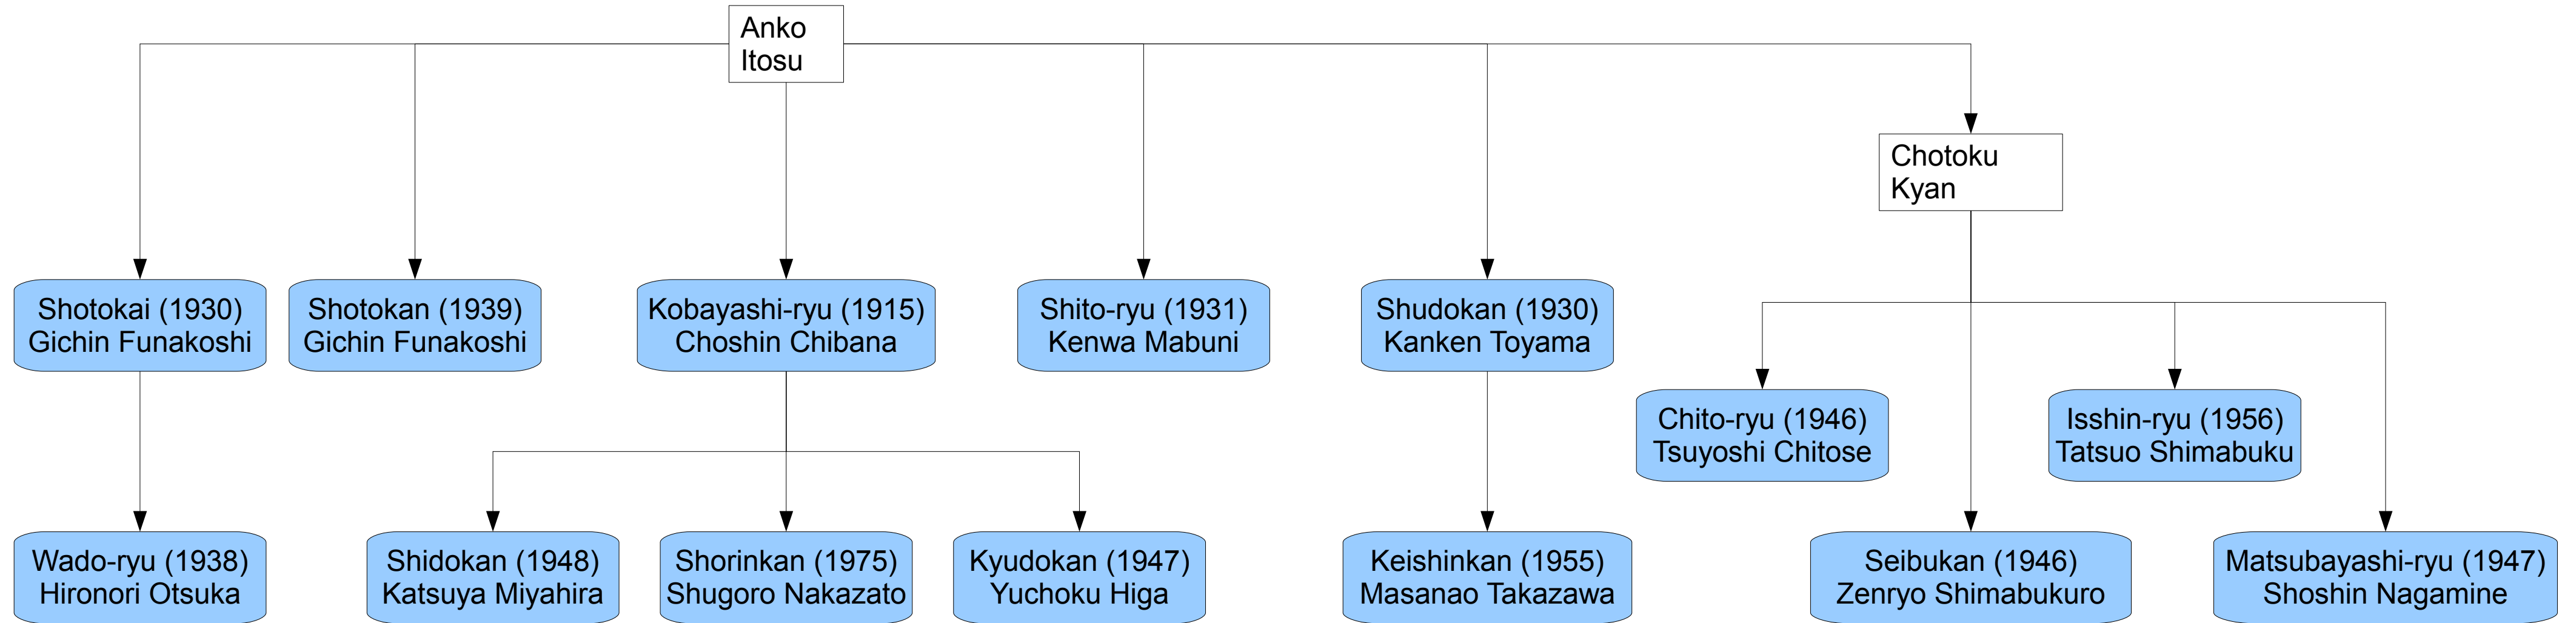 Anko
Itosu
Chotoku
Kyan
Shotokai (1930)
Gichin Funakoshi
Shotokan (1939)
Gichin Funakoshi
Kobayashi-ryu (1915)
Choshin Chibana
Shito-ryu (1931)
Kenwa Mabuni
Shudokan (1930)
Kanken Toyama
Chito-ryu (1946)
Tsuyoshi Chitose
Isshin-ryu (1956)
Tatsuo Shimabuku
Wado-ryu (1938)
Hironori Otsuka
Shidokan (1948)
Katsuya Miyahira
Shorinkan (1975)
Shugoro Nakazato
Kyudokan (1947)
Yuchoku Higa
Keishinkan (1955)
Masanao Takazawa
Seibukan (1946)
Zenryo Shimabukuro
Matsubayashi-ryu (1947)
Shoshin Nagamine